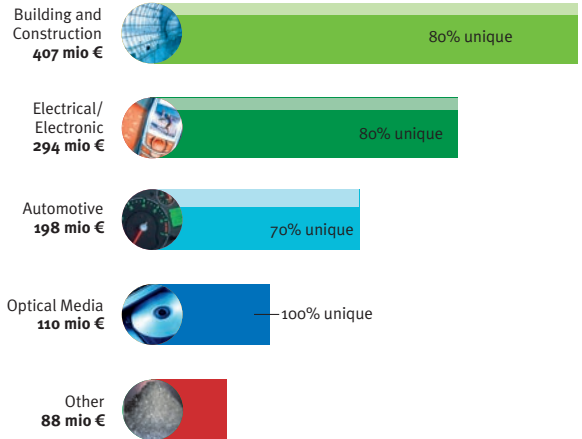 Building and
Construction
407 mio €
80% unique
Electrical/
Electronic
294 mio €
80% unique
Automotive
198 mio €
70% unique
Optical Media
110 mio €
100% unique
Other
88 mio €